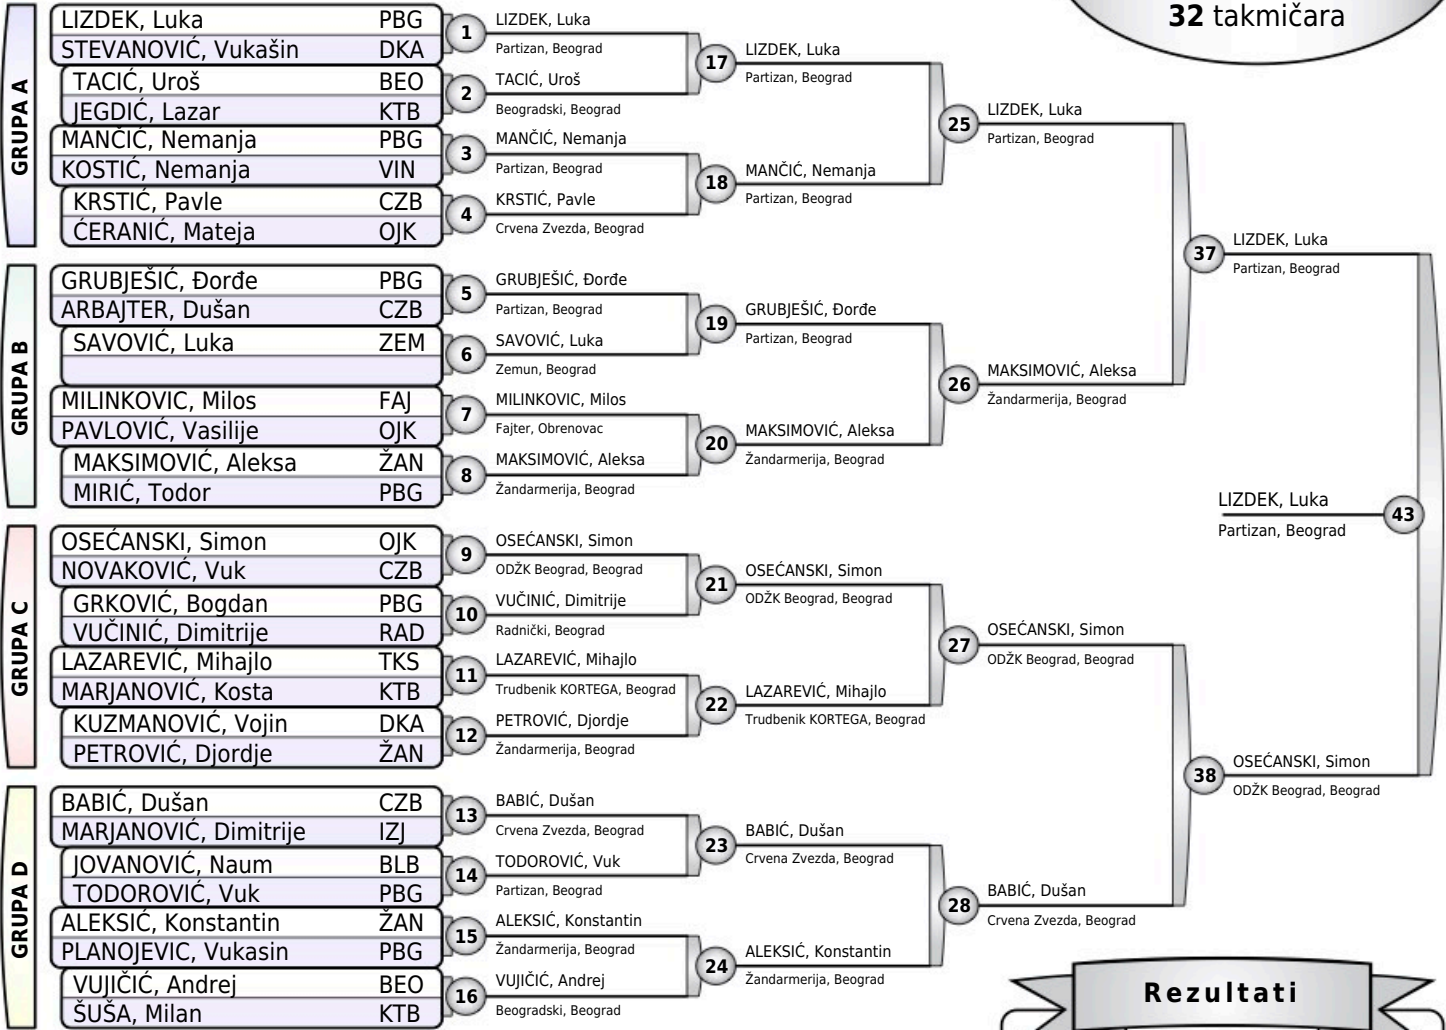 32 takmičara
GRUPA A
LIZDEK, Luka PBG
STEVANOVIĆ, Vukašin DKA
TACIĆ, Uroš BEO
JEGDIĆ, Lazar KTB
MANČIĆ, Nemanja PBG
KOSTIĆ, Nemanja VIN
KRSTIĆ, Pavle CZB
ĆERANIĆ, Mateja OJK
GRUPA B
GRUBJEŠIĆ, Đorđe PBG
ARBAJTER, Dušan CZB
SAVOVIĆ, Luka ZEM
MILINKOVIC, Milos FAJ
PAVLOVIĆ, Vasilije OJK
MAKSIMOVIĆ, Aleksa ŽAN
MIRIĆ, Todor PBG
GRUPA C
OSEĆANSKI, Simon OJK
NOVAKOVIĆ, Vuk CZB
GRKOVIĆ, Bogdan PBG
VUČINIĆ, Dimitrije RAD
LAZAREVIĆ, Mihajlo TKS
MARJANOVIĆ, Kosta KTB
KUZMANOVIĆ, Vojin DKA
PETROVIĆ, Djordje ŽAN
GRUPA D
BABIĆ, Dušan CZB
MARJANOVIĆ, Dimitrije IZJ
JOVANOVIĆ, Naum BLB
TODOROVIĆ, Vuk PBG
ALEKSIĆ, Konstantin ŽAN
PLANOJEVIC, Vukasin PBG
VUJIČIĆ, Andrej BEO
ŠUŠA, Milan KTB
1
LIZDEK, Luka
Partizan, Beograd
2
TACIĆ, Uroš
Beogradski, Beograd
3
MANČIĆ, Nemanja
Partizan, Beograd
4
KRSTIĆ, Pavle
Crvena Zvezda, Beograd
5
GRUBJEŠIĆ, Đorđe
Partizan, Beograd
6
SAVOVIĆ, Luka
Zemun, Beograd
7
MILINKOVIC, Milos
Fajter, Obrenovac
8
MAKSIMOVIĆ, Aleksa
Žandarmerija, Beograd
9
OSEĆANSKI, Simon
ODŽK Beograd, Beograd
10
VUČINIĆ, Dimitrije
Radnički, Beograd
11
LAZAREVIĆ, Mihajlo
Trudbenik KORTEGA, Beograd
12
PETROVIĆ, Djordje
Žandarmerija, Beograd
13
BABIĆ, Dušan
Crvena Zvezda, Beograd
14
TODOROVIĆ, Vuk
Partizan, Beograd
15
ALEKSIĆ, Konstantin
Žandarmerija, Beograd
16
VUJIČIĆ, Andrej
Beogradski, Beograd
17
LIZDEK, Luka
Partizan, Beograd
18
MANČIĆ, Nemanja
Partizan, Beograd
19
GRUBJEŠIĆ, Đorđe
Partizan, Beograd
20
MAKSIMOVIĆ, Aleksa
Žandarmerija, Beograd
21
OSEĆANSKI, Simon
ODŽK Beograd, Beograd
22
LAZAREVIĆ, Mihajlo
Trudbenik KORTEGA, Beograd
23
BABIĆ, Dušan
Crvena Zvezda, Beograd
24
ALEKSIĆ, Konstantin
Žandarmerija, Beograd
25
LIZDEK, Luka
Partizan, Beograd
26
MAKSIMOVIĆ, Aleksa
Žandarmerija, Beograd
27
OSEĆANSKI, Simon
ODŽK Beograd, Beograd
28
BABIĆ, Dušan
Crvena Zvezda, Beograd
37
LIZDEK, Luka
Partizan, Beograd
38
OSEĆANSKI, Simon
ODŽK Beograd, Beograd
LIZDEK, Luka
Partizan, Beograd
43
Rezultati